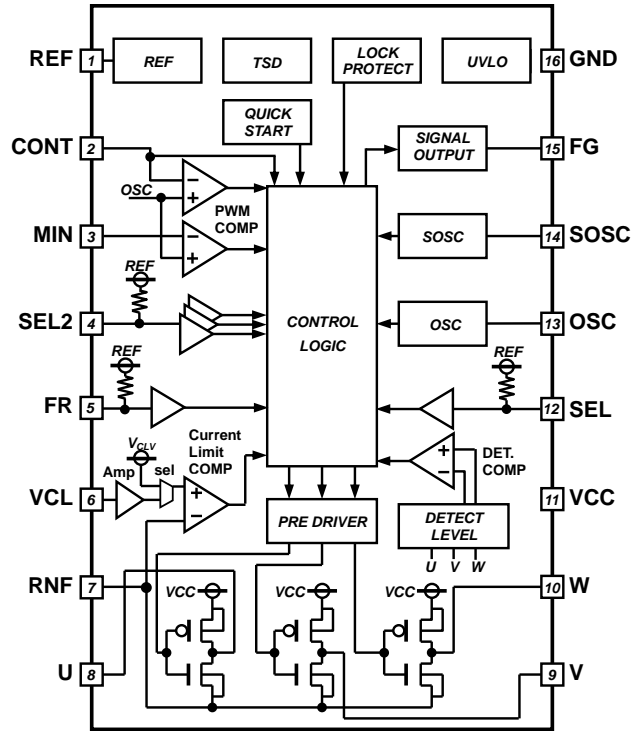 REF
1
REF
TSD
LOCK
PROTECT
UVLO
16
GND
QUICK
START
CONT
2
SIGNAL
OUTPUT
15
FG
OSC
PWM
COMP
MIN
3
SOSC
14
SOSC
REF
SEL2
4
CONTROL
LOGIC
OSC
13
OSC
REF
REF
FR
5
12
SEL
VCLV
Amp
sel
Current
Limit
COMP
DET.
COMP
VCL
6
11
VCC
PRE DRIVER
DETECT
LEVEL
U V W
RNF
7
VCC
VCC
VCC
10
W
U
8
9
V